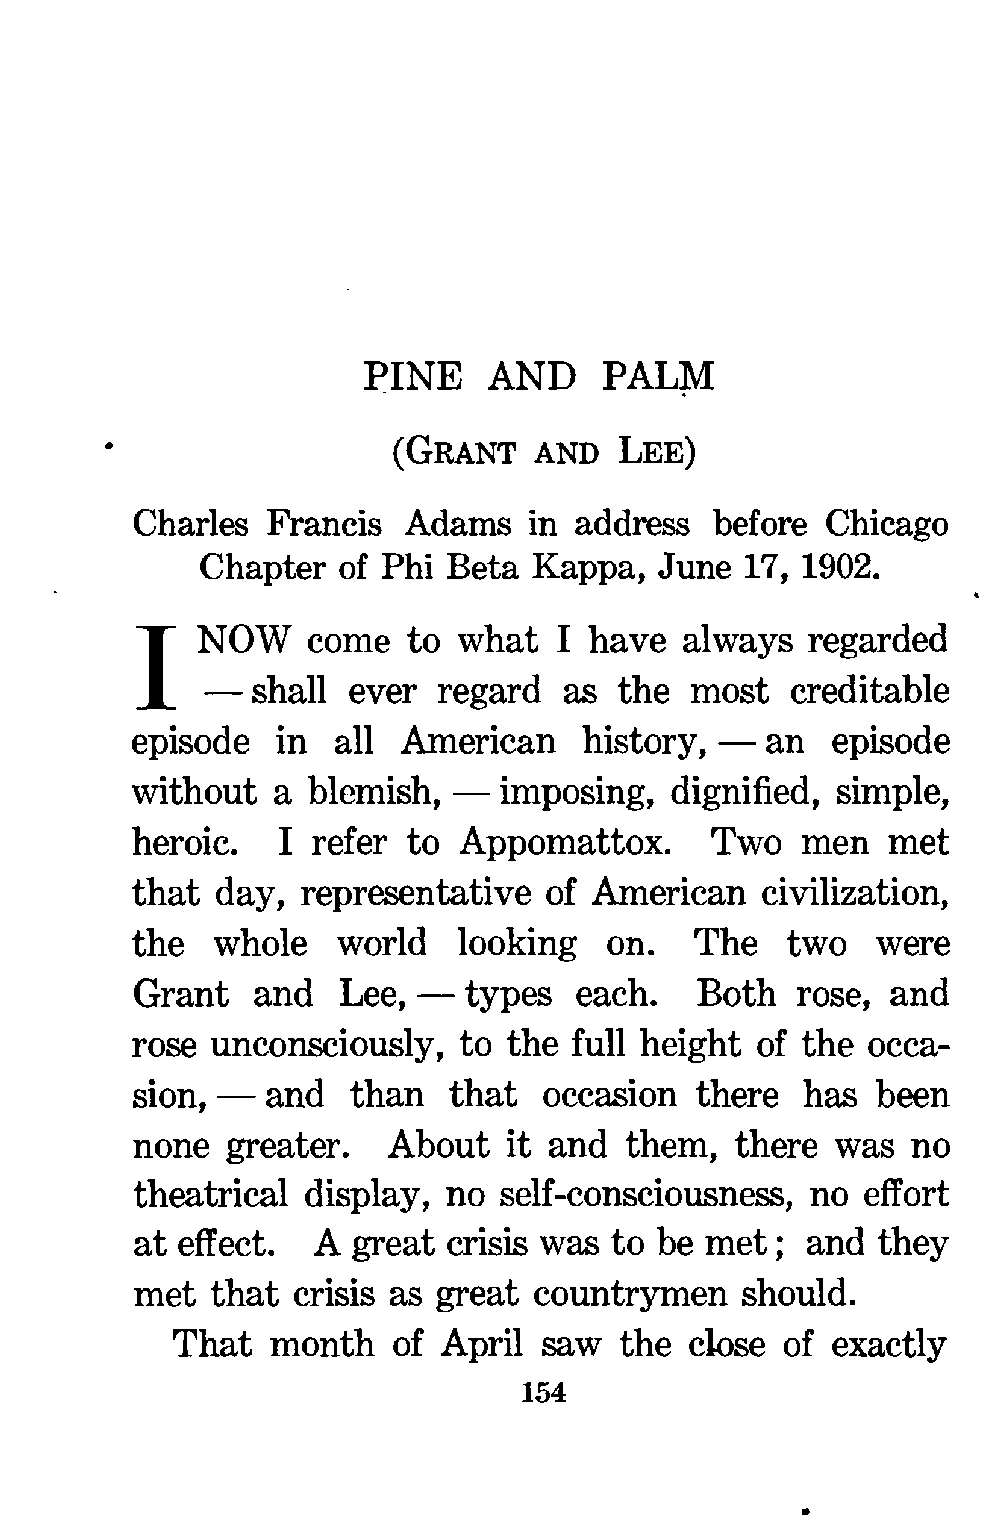 PINE AND PALM
(GRANT AND LEE)
Charles Francis Adams in address before Chicago
Chapter of Phi Beta Kappa, June 17, 1902.
I NOW come to what I have always regarded
— shall ever regard as the most creditable
episode in all American history, — an episode
without a blemish, — imposing, dignified, simple,
heroic. I refer to Appomattox. Two men met
that day, representative of American civilization,
the whole world looking on. The two were
Grant and Lee, — types each. Both rose, and
rose unconsciously, to the full height of the occa-
sion, — and than that occasion there has been
none greater. About it and them, there was no
theatrical display, no self-consciousness, no effort
at effect. A great crisis was to be met; and they
met that crisis as great countrymen should.
That month of April saw the close of exactly
154